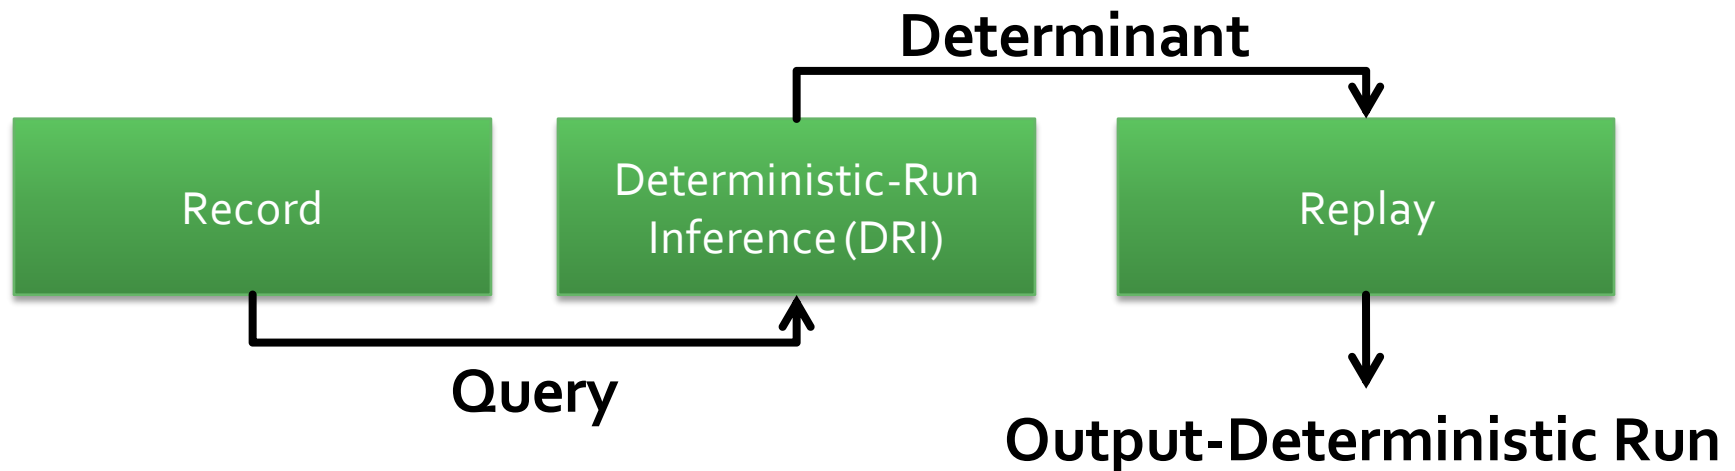 Determinant
Record
Deterministic-Run
Inference (DRI)
Replay
Query
Output-Deterministic Run